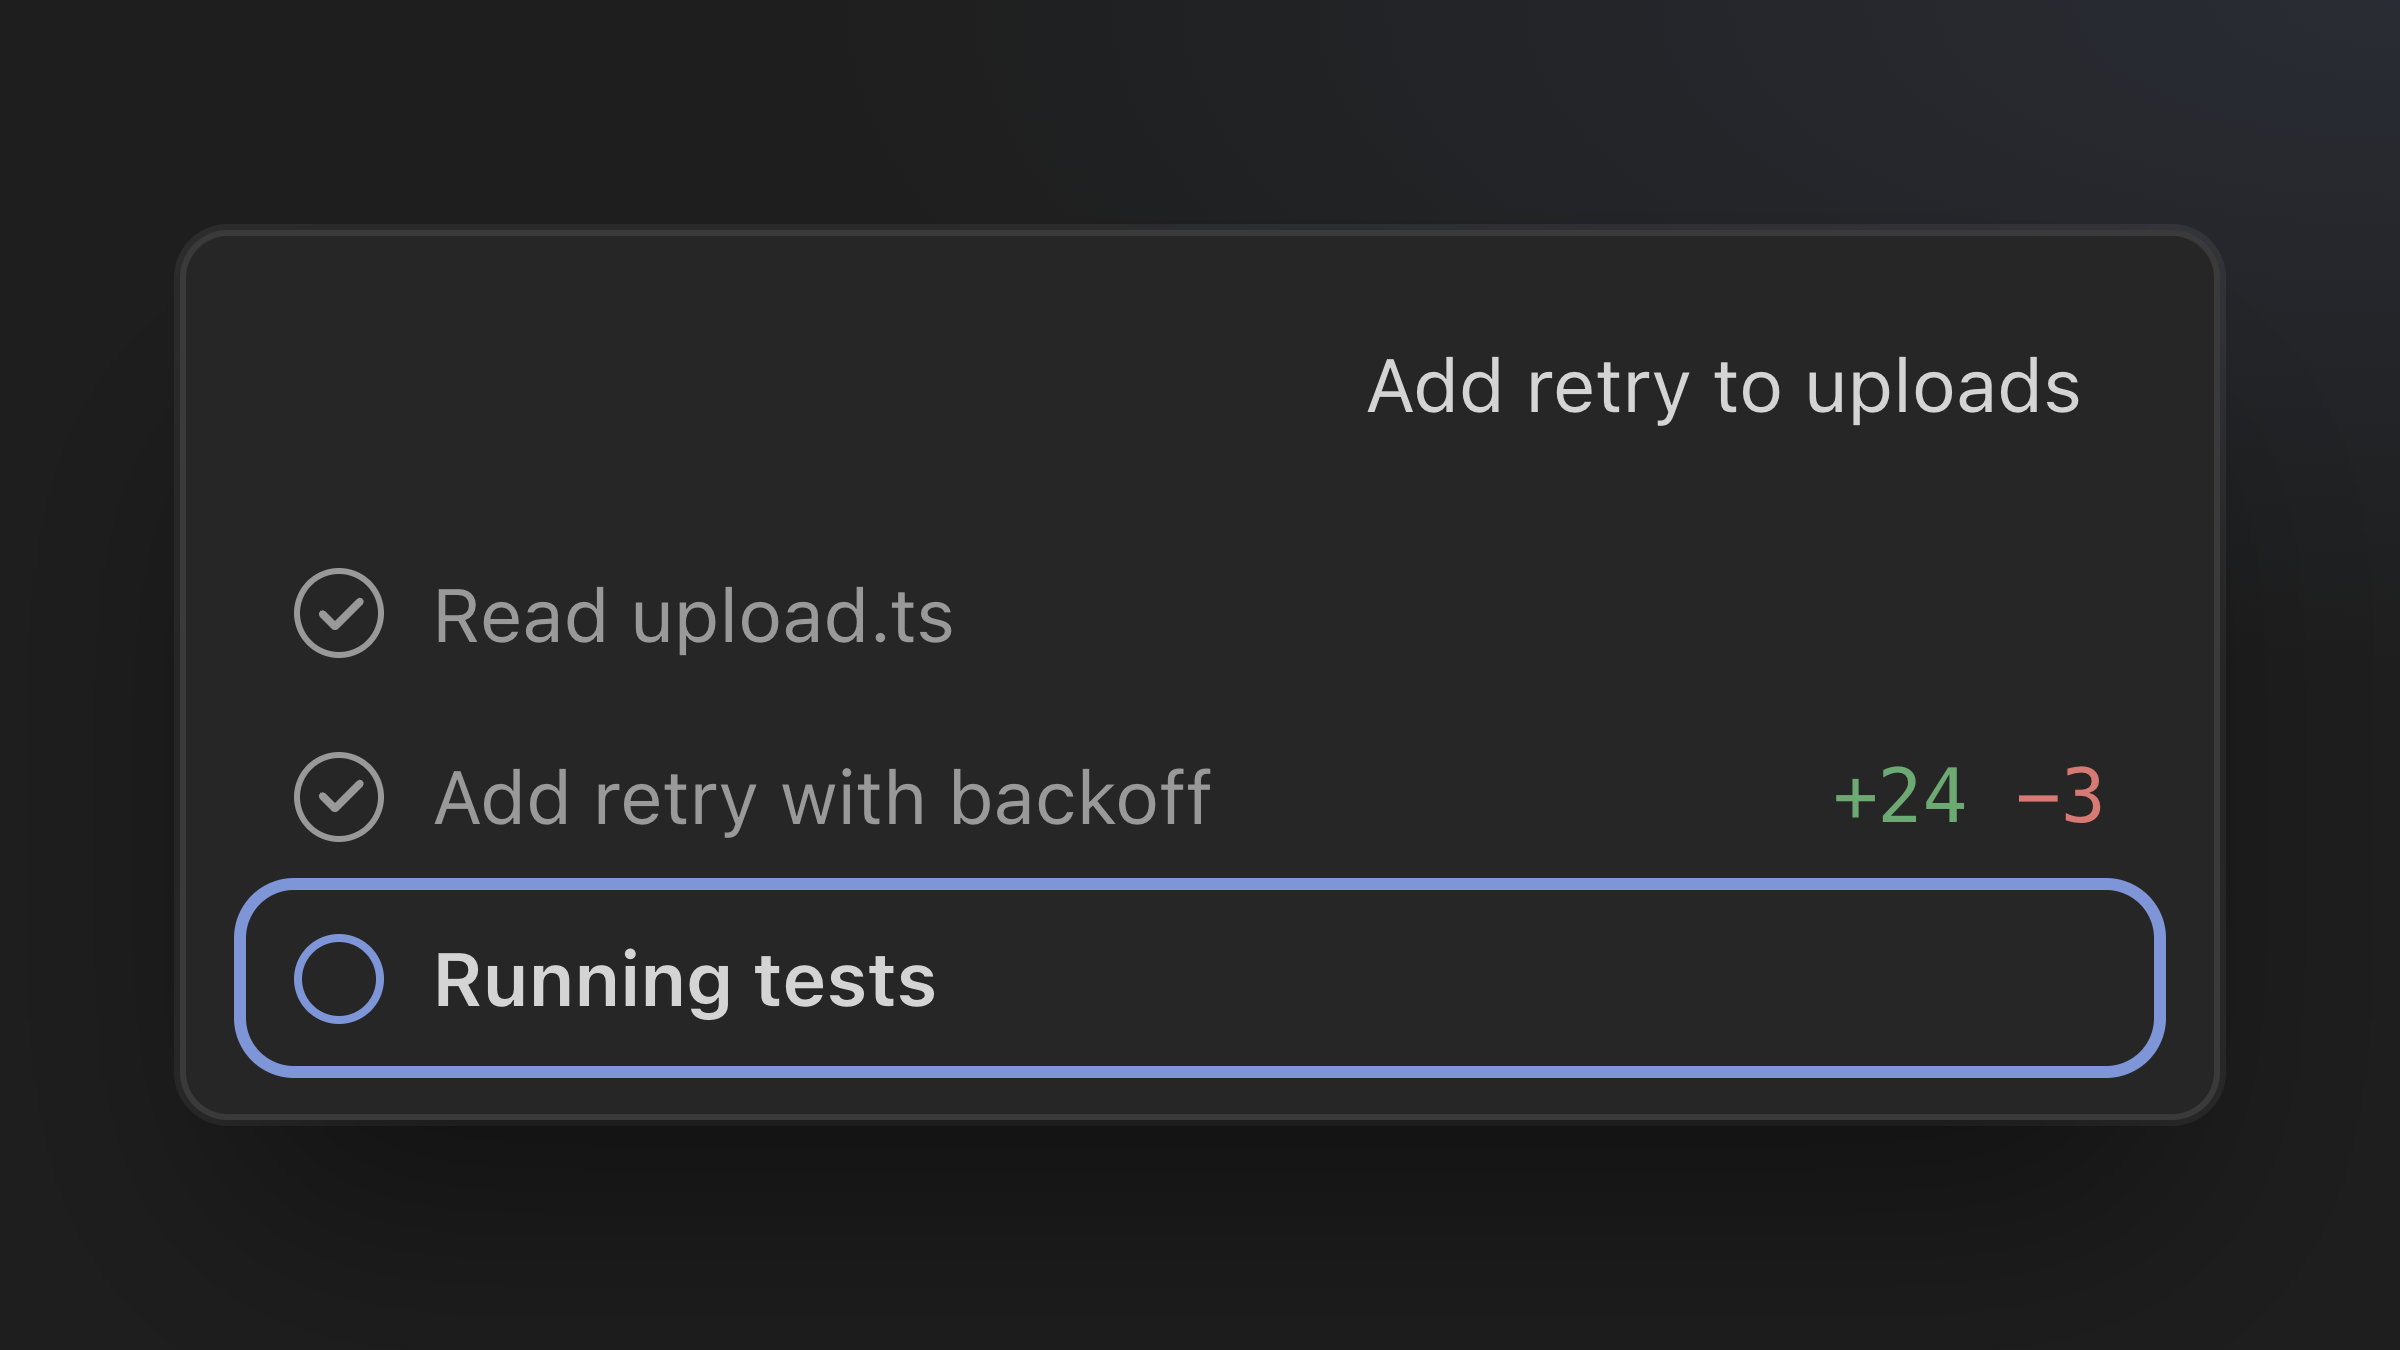 Add retry to uploads
Read upload.ts
Add retry with backoff +24 −3
Running tests